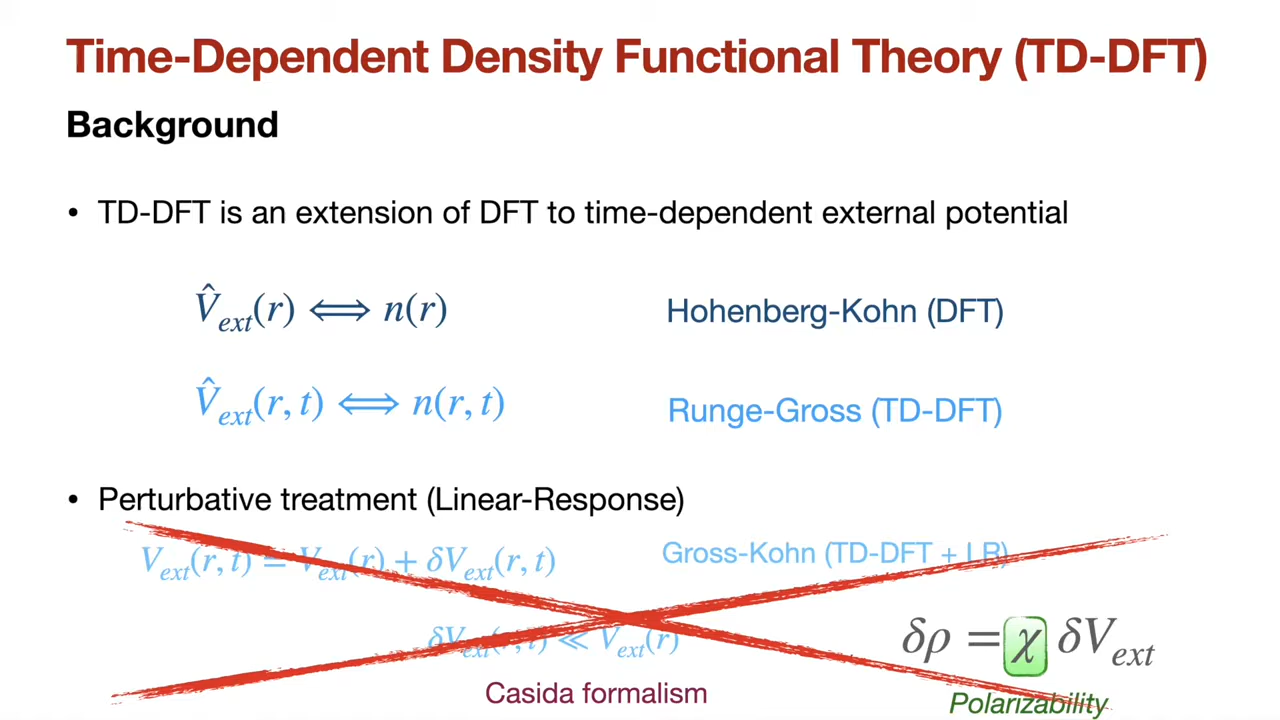 Time-Dependent Density Functional Theory (TD-DFT)
Background
• TD-DFT is an extension of DFT to time-dependent external potential
V̂ₑₓₜ(r) ⟺ n(r)
Hohenberg-Kohn (DFT)
V̂ₑₓₜ(r, t) ⟺ n(r, t)
Runge-Gross (TD-DFT)
• Perturbative treatment (Linear-Response)
Vₑₓₜ(r, t) = Vₑₓₜ(r) + δVₑₓₜ(r, t)
Gross-Kohn (TD-DFT + LR)
δVₑₓₜ(r, t) ≪ Vₑₓₜ(r)
δρ = χ δVₑₓₜ
Casida formalism
Polarizability